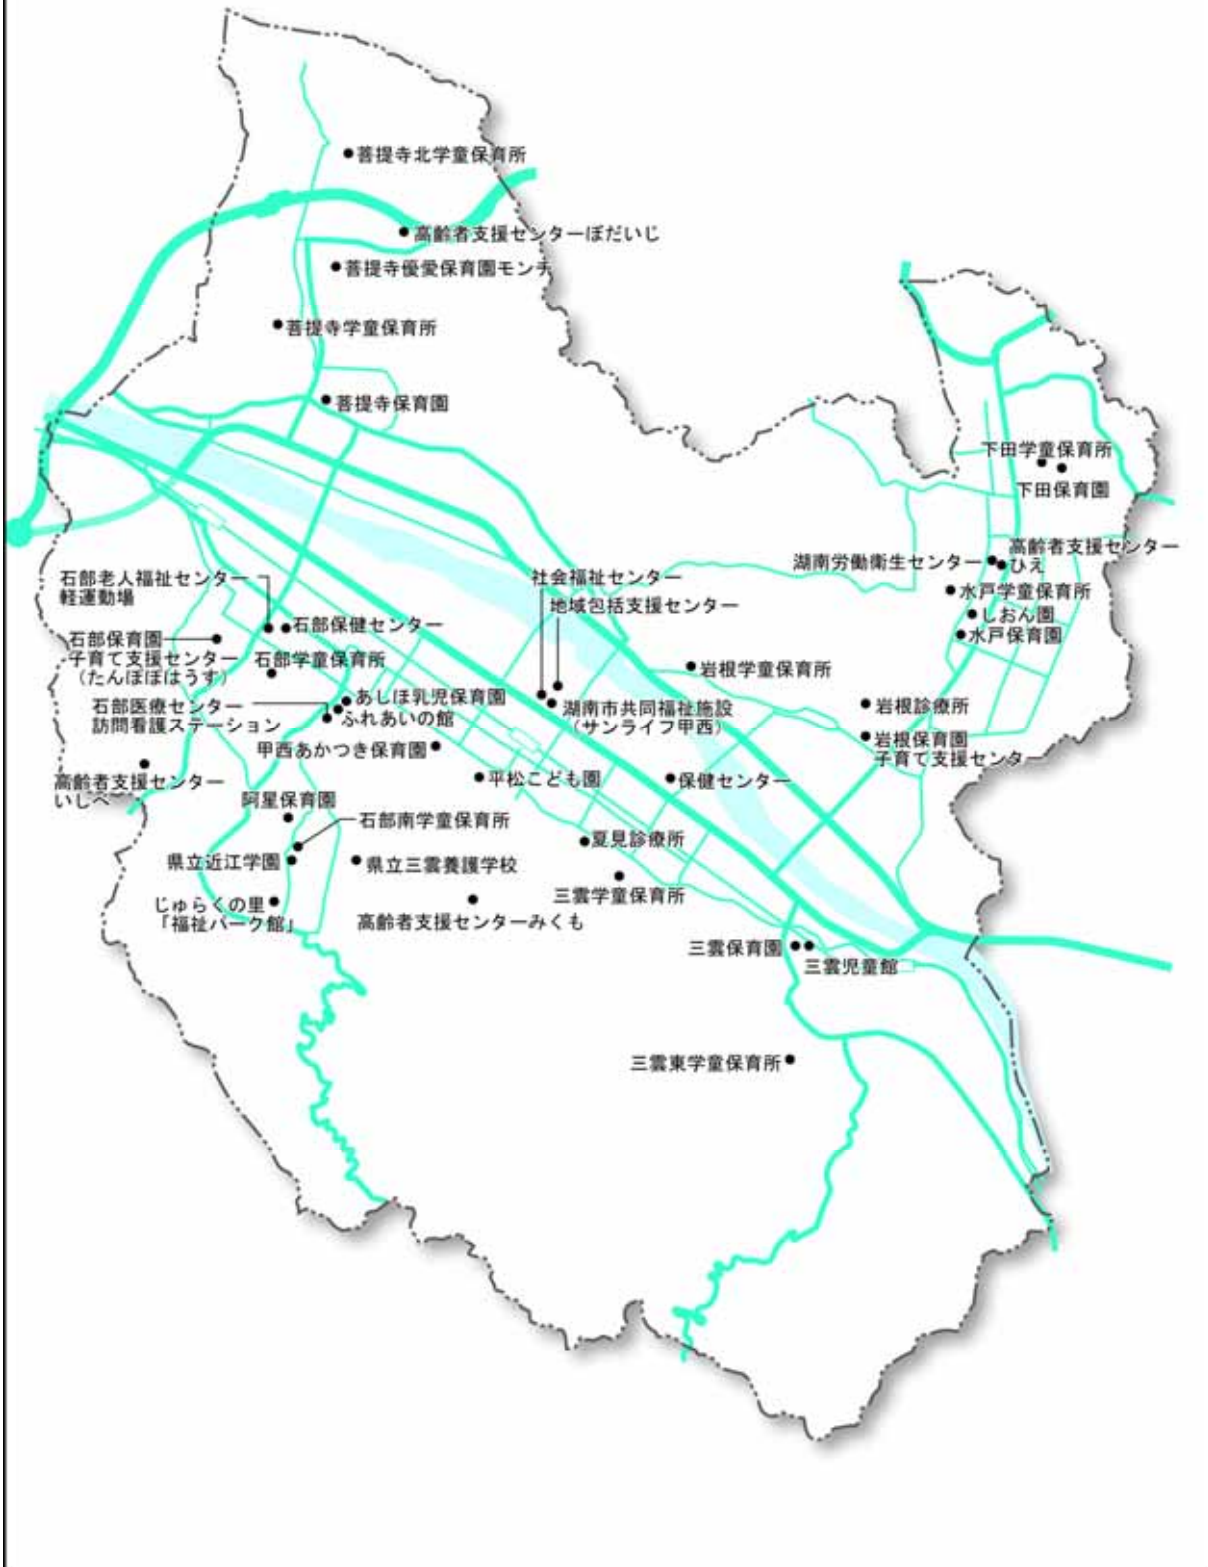 菩提寺北学童保育所
高齢者支援センターぼだいじ
菩提寺優愛保育園モンチ
菩提寺学童保育所
菩提寺保育園
下田学童保育所
下田保育園
高齢者支援センター
ひえ
湖南労働衛生センター
水戸学童保育所
しおん園
水戸保育園
石部老人福祉センター
軽運動場
社会福祉センター
地域包括支援センター
石部保健センター
石部保育園
子育て支援センター
(たんぽぽはうす)
石部学童保育所
岩根学童保育所
あしほ乳児保育園
石部医療センター
訪問看護ステーション
ふれあいの館
湖南市共同福祉施設
(サンライフ甲西)
岩根診療所
岩根保育園
子育て支援センター
甲西あかつき保育園
高齢者支援センター
いしべ
平松こども園
保健センター
阿星保育園
石部南学童保育所
夏見診療所
県立近江学園
県立三雲養護学校
三雲学童保育所
じゅらくの里
「福祉パーク館」
高齢者支援センターみくも
三雲保育園
三雲児童館
三雲東学童保育所